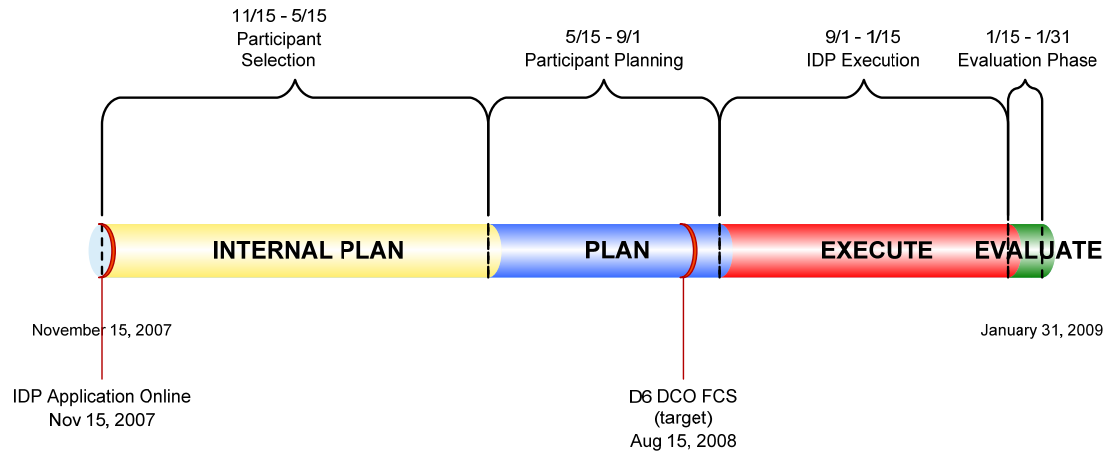 11/15 - 5/15
Participant
Selection
5/15 - 9/1
Participant Planning
9/1 - 1/15
IDP Execution
1/15 - 1/31
Evaluation Phase
INTERNAL PLAN
PLAN
EXECUTE
EVALUATE
November 15, 2007
January 31, 2009
IDP Application Online
Nov 15, 2007
D6 DCO FCS
(target)
Aug 15, 2008